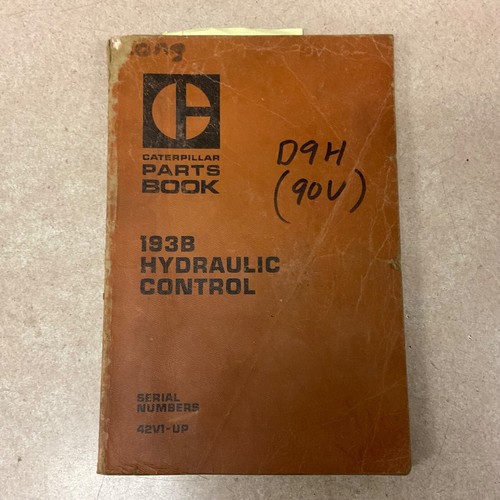 CATERPILLAR
PARTS
BOOK
D9H
(90V)
193B
HYDRAULIC
CONTROL
SERIAL
NUMBERS
42V1-UP